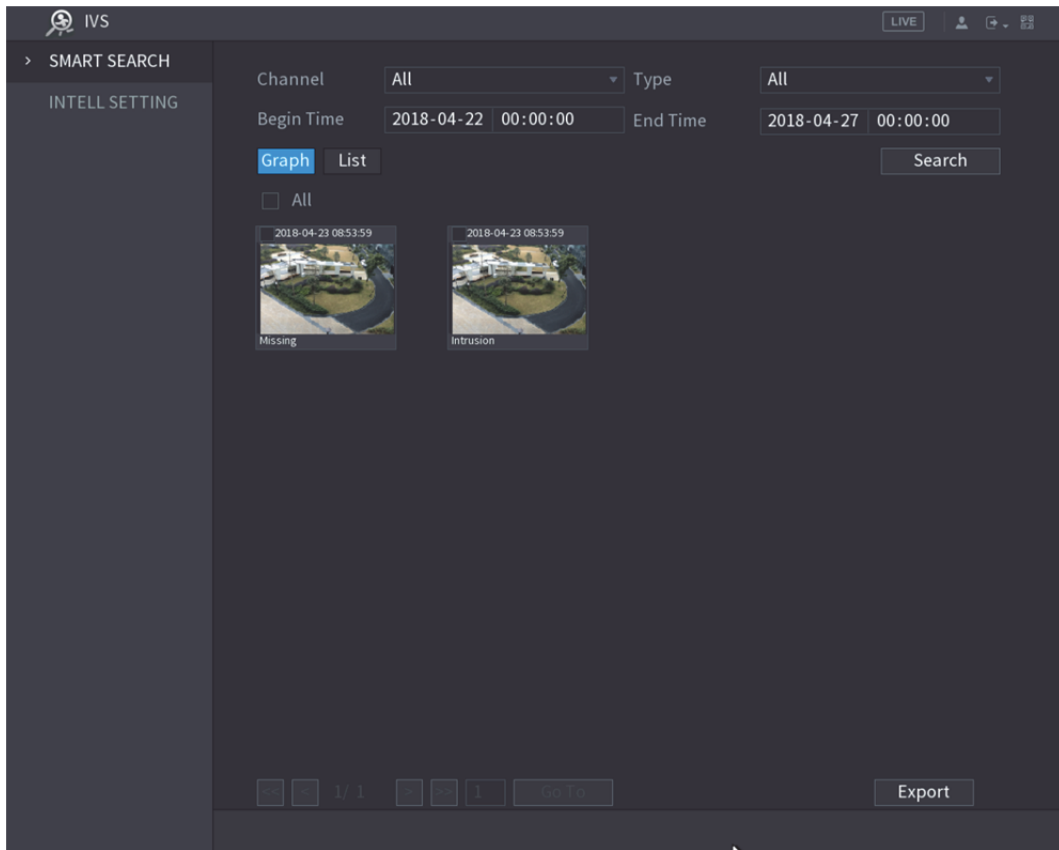 IVS LIVE
SMART SEARCH
INTELL SETTING
Channel All Type All
Begin Time 2018-04-22 00:00:00 End Time 2018-04-27 00:00:00
Graph List Search
All
2018-04-23 08:53:59 2018-04-23 08:53:59
Missing Intrusion
<< < 1/ 1 > >> 1 Go To Export